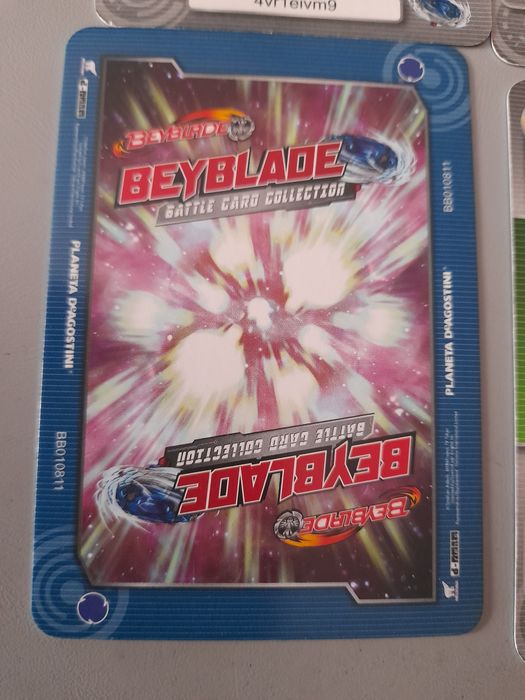 4vr1eivm9
BEYBLADE
BEYBLADE
BATTLE CARD COLLECTION
BB010811
PLANETA DeAGOSTINI
PLANETA DeAGOSTINI
BB010811
BATTLE CARD COLLECTION
BEYBLADE
BEYBLADE